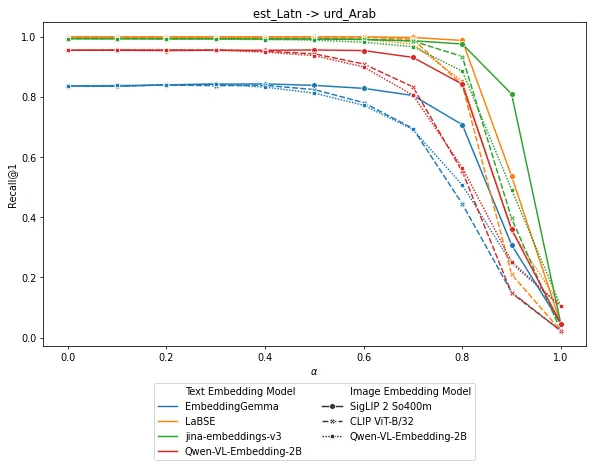 est_Latn -> urd_Arab
Recall@1
1.0
0.8
0.6
0.4
0.2
0.0
0.0 0.2 0.4 0.6 0.8 1.0
α
Text Embedding Model Image Embedding Model
EmbeddingGemma SigLIP 2 So400m
LaBSE CLIP ViT-B/32
jina-embeddings-v3 Qwen-VL-Embedding-2B
Qwen-VL-Embedding-2B